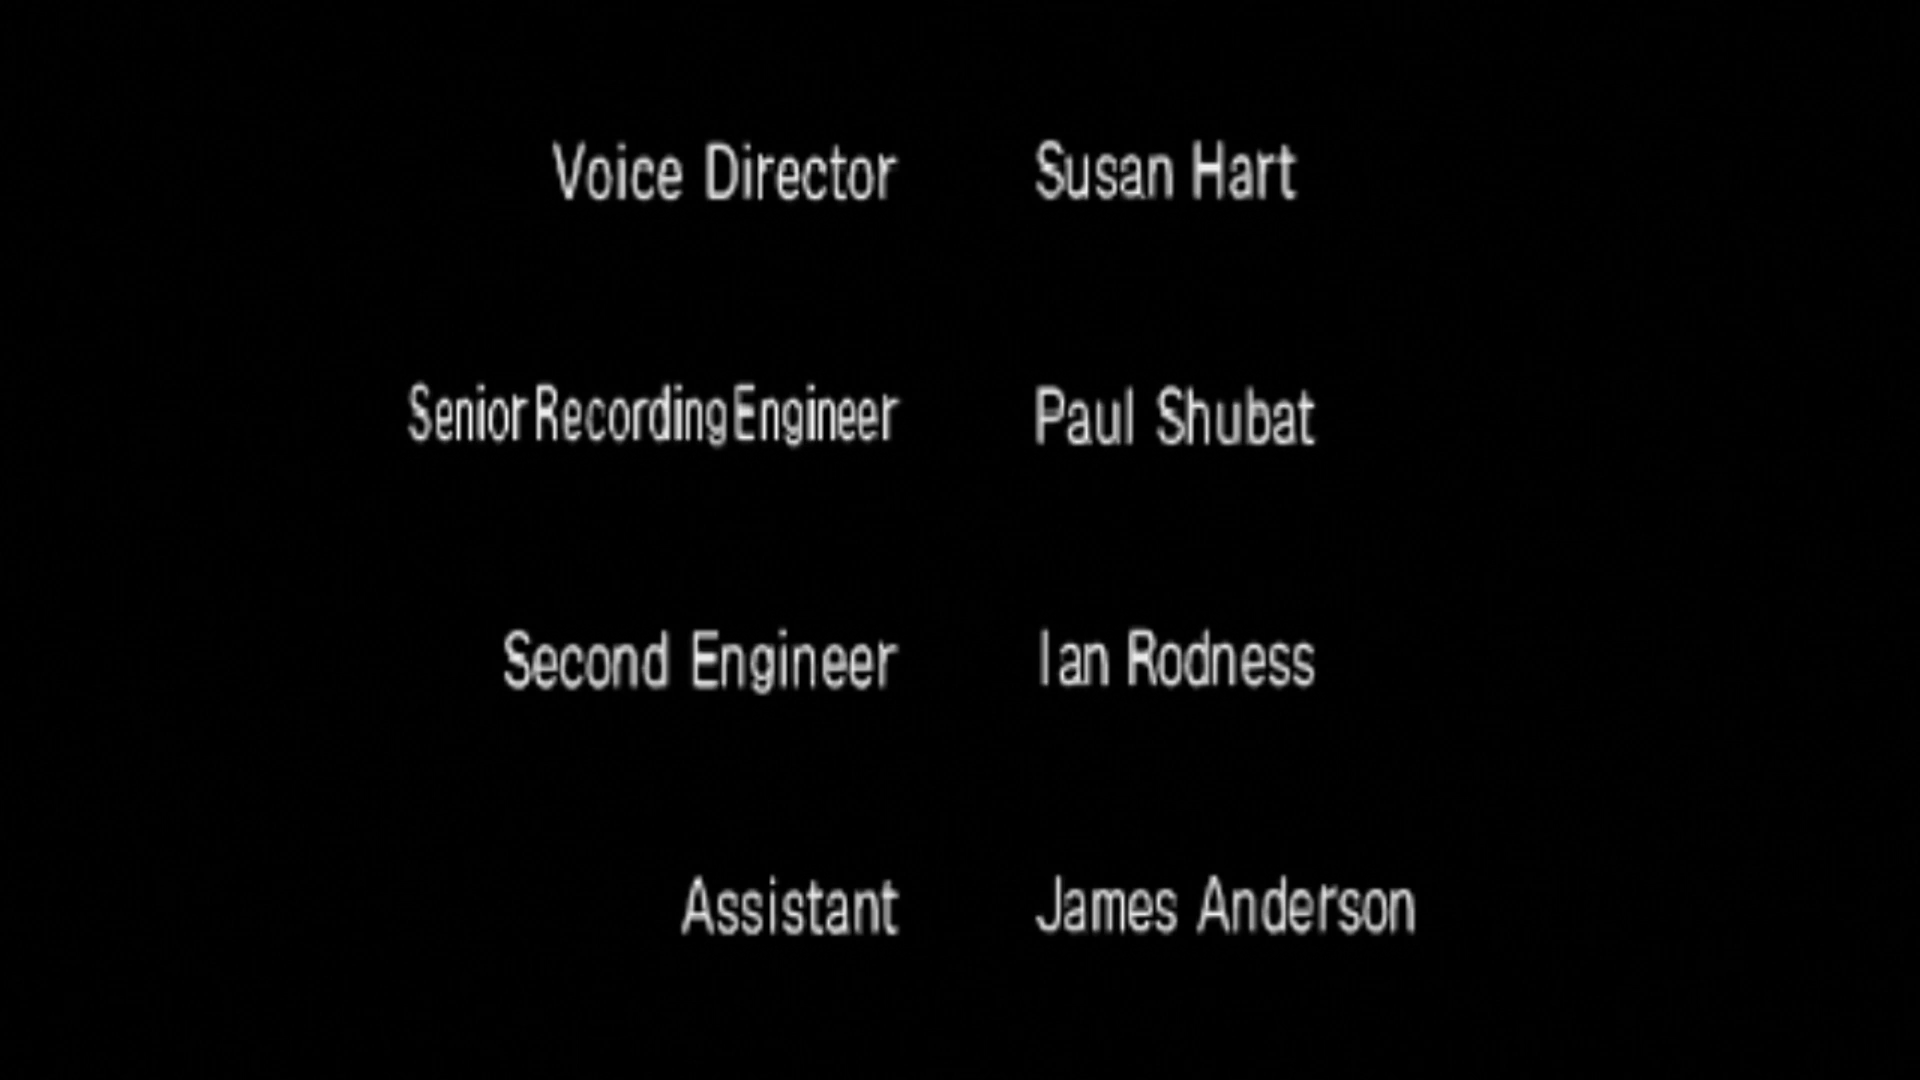 Voice Director Susan Hart
Senior Recording Engineer Paul Shubat
Second Engineer Ian Rodness
Assistant James Anderson